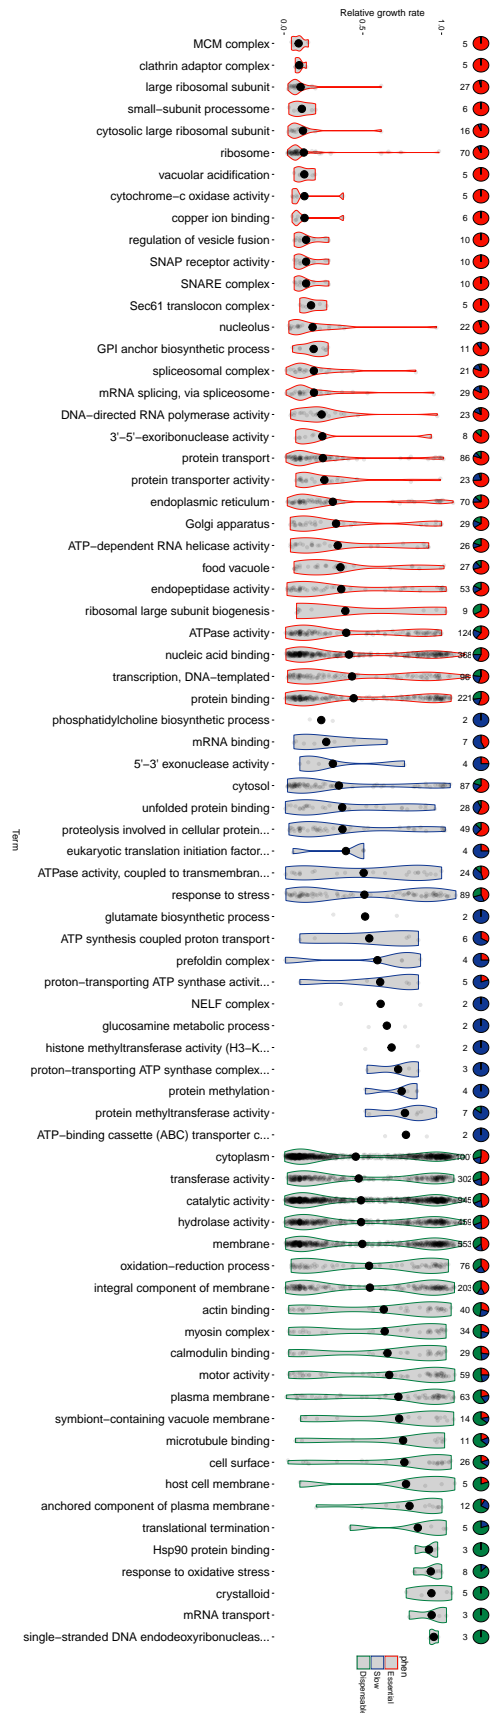 Relative growth rate
0.0
0.5
1.0
MCM complex 5
clathrin adaptor complex 5
large ribosomal subunit 27
small−subunit processome 6
cytosolic large ribosomal subunit 16
ribosome 70
vacuolar acidification 5
cytochrome−c oxidase activity 5
copper ion binding 6
regulation of vesicle fusion 10
SNAP receptor activity 10
SNARE complex 10
Sec61 translocon complex 5
nucleolus 22
GPI anchor biosynthetic process 11
spliceosomal complex 21
mRNA splicing, via spliceosome 29
DNA−directed RNA polymerase activity 23
3'−5'−exoribonuclease activity 8
protein transport 86
protein transporter activity 23
endoplasmic reticulum 70
Golgi apparatus 29
ATP−dependent RNA helicase activity 26
food vacuole 27
endopeptidase activity 53
ribosomal large subunit biogenesis 9
ATPase activity 124
nucleic acid binding
transcription, DNA−templated
protein binding 221
phosphatidylcholine biosynthetic process 2
mRNA binding 7
5'−3' exonuclease activity 4
cytosol 87
unfolded protein binding 28
proteolysis involved in cellular protein... 49
eukaryotic translation initiation factor... 4
ATPase activity, coupled to transmembran... 24
response to stress 89
glutamate biosynthetic process 2
ATP synthesis coupled proton transport 6
prefoldin complex 4
proton−transporting ATP synthase activit... 5
NELF complex 2
glucosamine metabolic process 2
histone methyltransferase activity (H3−K... 2
proton−transporting ATP synthase complex... 3
protein methylation 4
protein methyltransferase activity 7
ATP−binding cassette (ABC) transporter c... 2
cytoplasm
transferase activity 302
catalytic activity
hydrolase activity
membrane
oxidation−reduction process 76
integral component of membrane 203
actin binding 40
myosin complex 34
calmodulin binding 29
motor activity 59
plasma membrane 63
symbiont−containing vacuole membrane 14
microtubule binding 11
cell surface 26
host cell membrane 5
anchored component of plasma membrane 12
translational termination 5
Hsp90 protein binding 3
response to oxidative stress 8
crystalloid 5
mRNA transport 3
single−stranded DNA endodeoxyribonucleas... 3
Term
phen
Essential
Slow
Dispensable